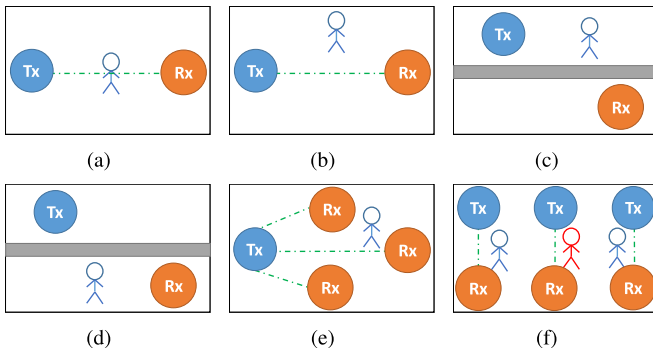 Tx Rx
(a)
Tx Rx
(b)
Tx
Rx
(c)
Tx
Rx
(d)
Rx
Tx Rx
Rx
(e)
Tx Tx Tx
Rx Rx Rx
(f)